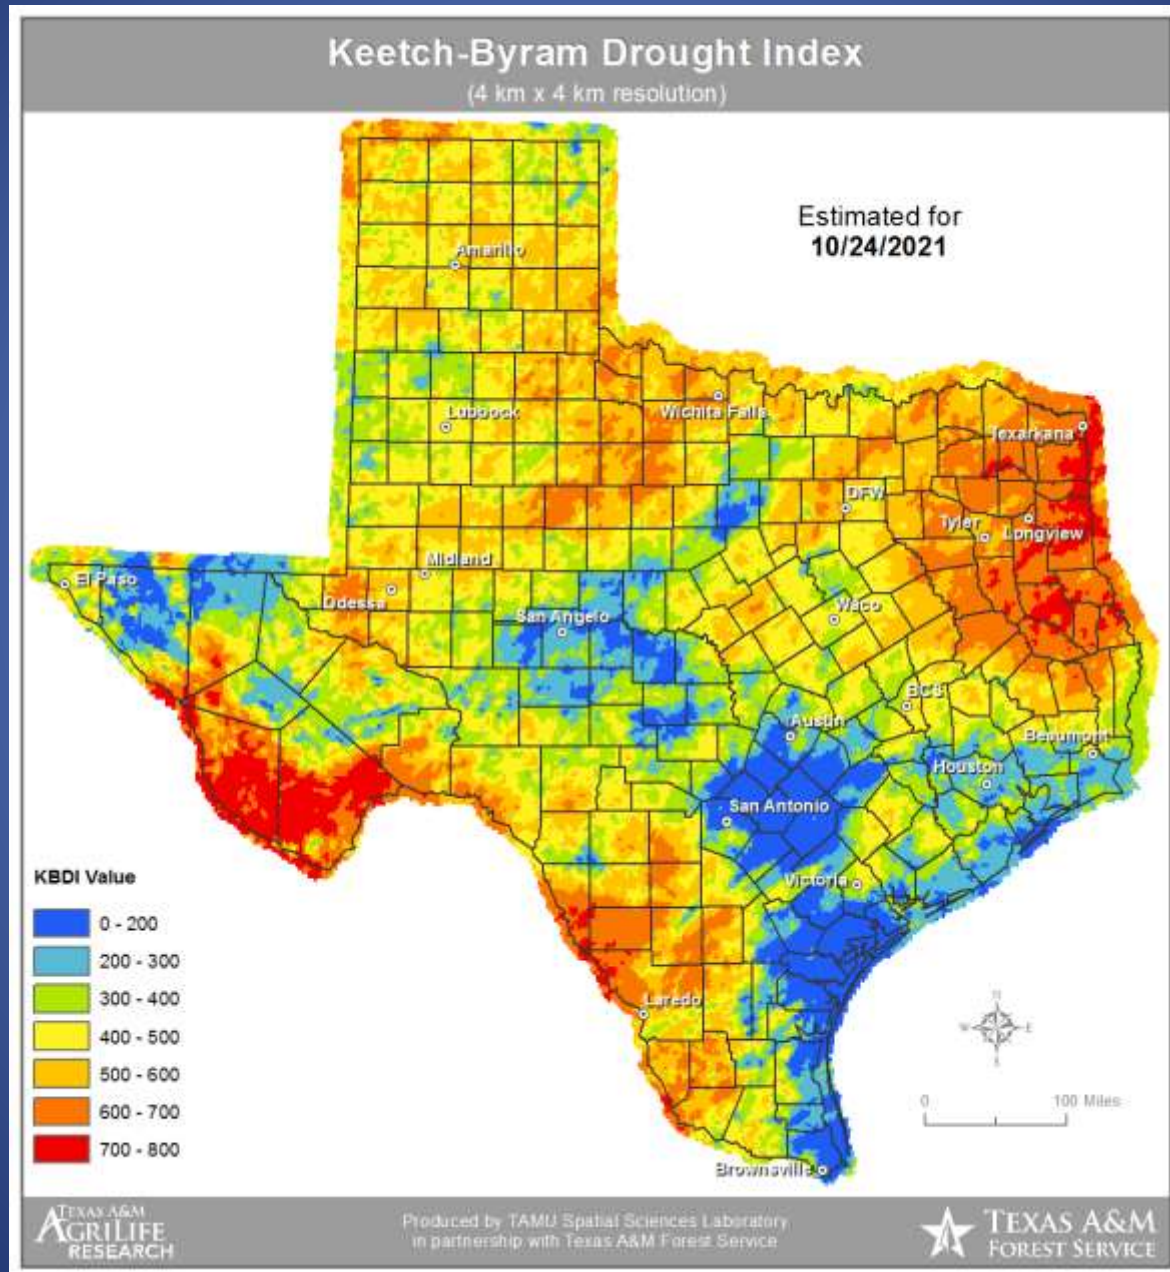 Keetch-Byram Drought Index
(4 km x 4 km resolution)
Estimated for
10/24/2021
Amarillo
Lubbock
Wichita Falls
Texarkana
DFW
Tyler
Longview
Midland
El Paso
Odessa
San Angelo
Waco
BCS
Austin
Beaumont
Houston
San Antonio
Victoria
Laredo
Brownsville
KBDI Value
0 - 200
200 - 300
300 - 400
400 - 500
500 - 600
600 - 700
700 - 800
N
W
E
S
0
100 Miles
TEXAS A&M
AGRILIFE
RESEARCH
Produced by TAMU Spatial Sciences Laboratory
in partnership with Texas A&M Forest Service
TEXAS A&M
FOREST SERVICE